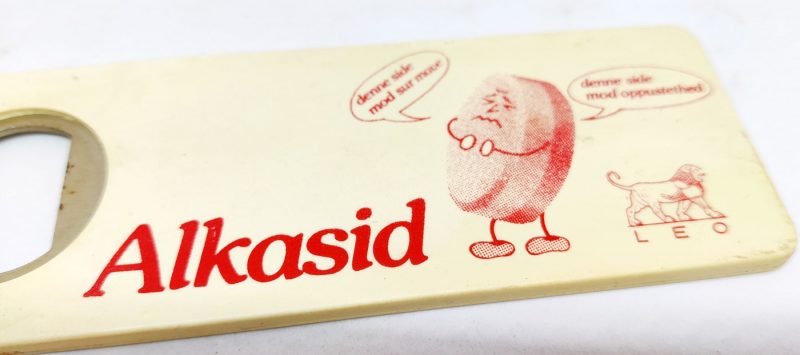 denne side
mod sur mave
denne side
mod oppustethed
Alkasid
LEO